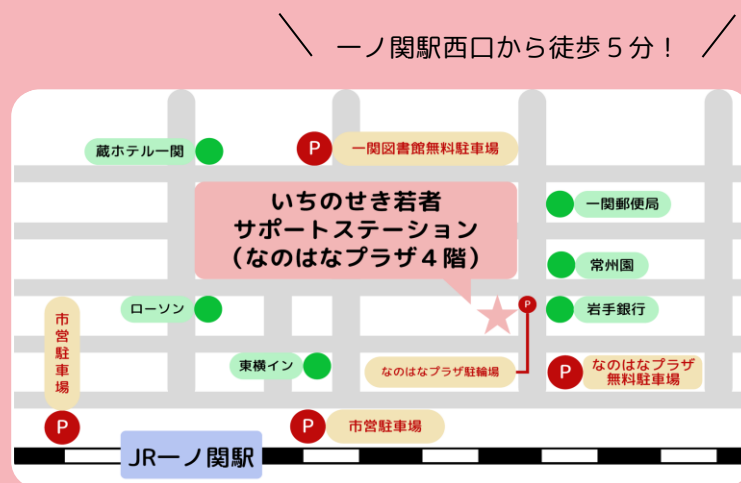 一ノ関駅西口から徒歩5分!
蔵ホテル一関
P
一関図書館無料駐車場
いちのせき若者
サポートステーション
(なのはなプラザ4階)
一関郵便局
常州園
ローソン
P
岩手銀行
市営駐車場
東横イン
なのはなプラザ駐輪場
P
なのはなプラザ
無料駐車場
P
P
市営駐車場
JR一ノ関駅